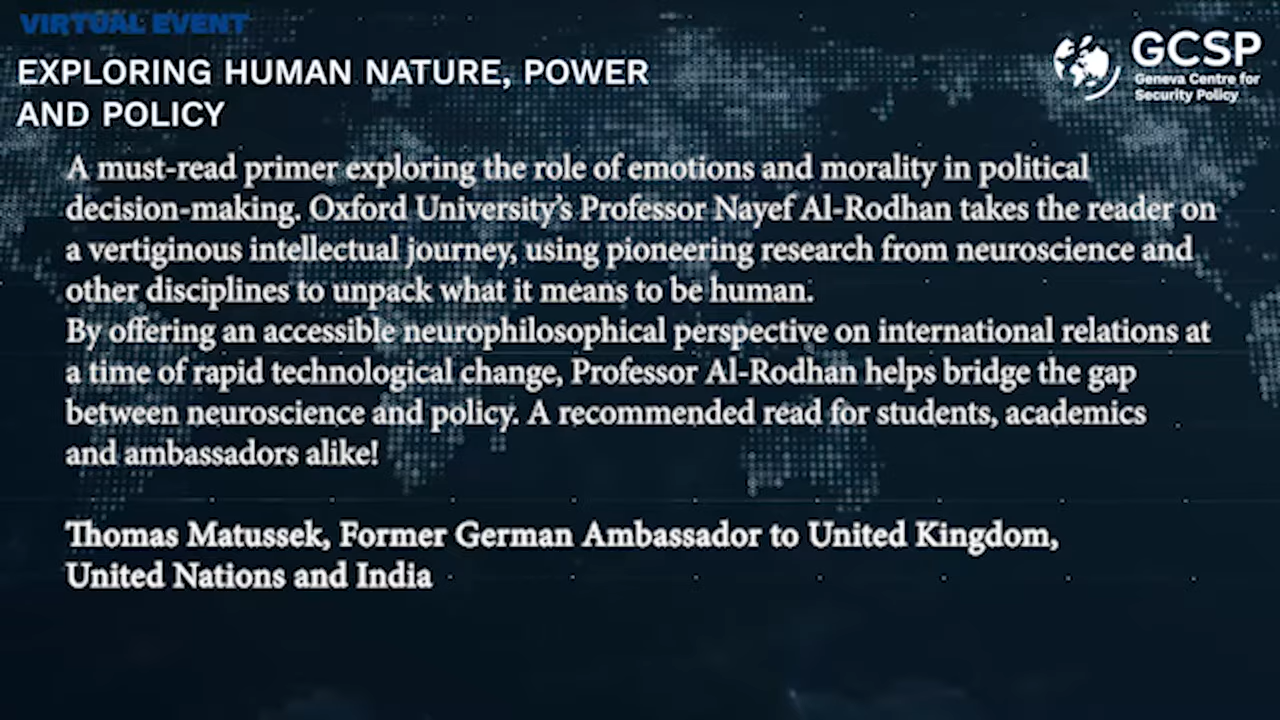 VIRTUAL EVENT
EXPLORING HUMAN NATURE, POWER
AND POLICY
GCSP
Geneva Centre for
Security Policy
A must-read primer exploring the role of emotions and morality in political
decision-making. Oxford University's Professor Nayef Al-Rodhan takes the reader on
a vertiginous intellectual journey, using pioneering research from neuroscience and
other disciplines to unpack what it means to be human.
By offering an accessible neurophilosophical perspective on international relations at
a time of rapid technological change, Professor Al-Rodhan helps bridge the gap
between neuroscience and policy. A recommended read for students, academics
and ambassadors alike!
Thomas Matussek, Former German Ambassador to United Kingdom,
United Nations and India